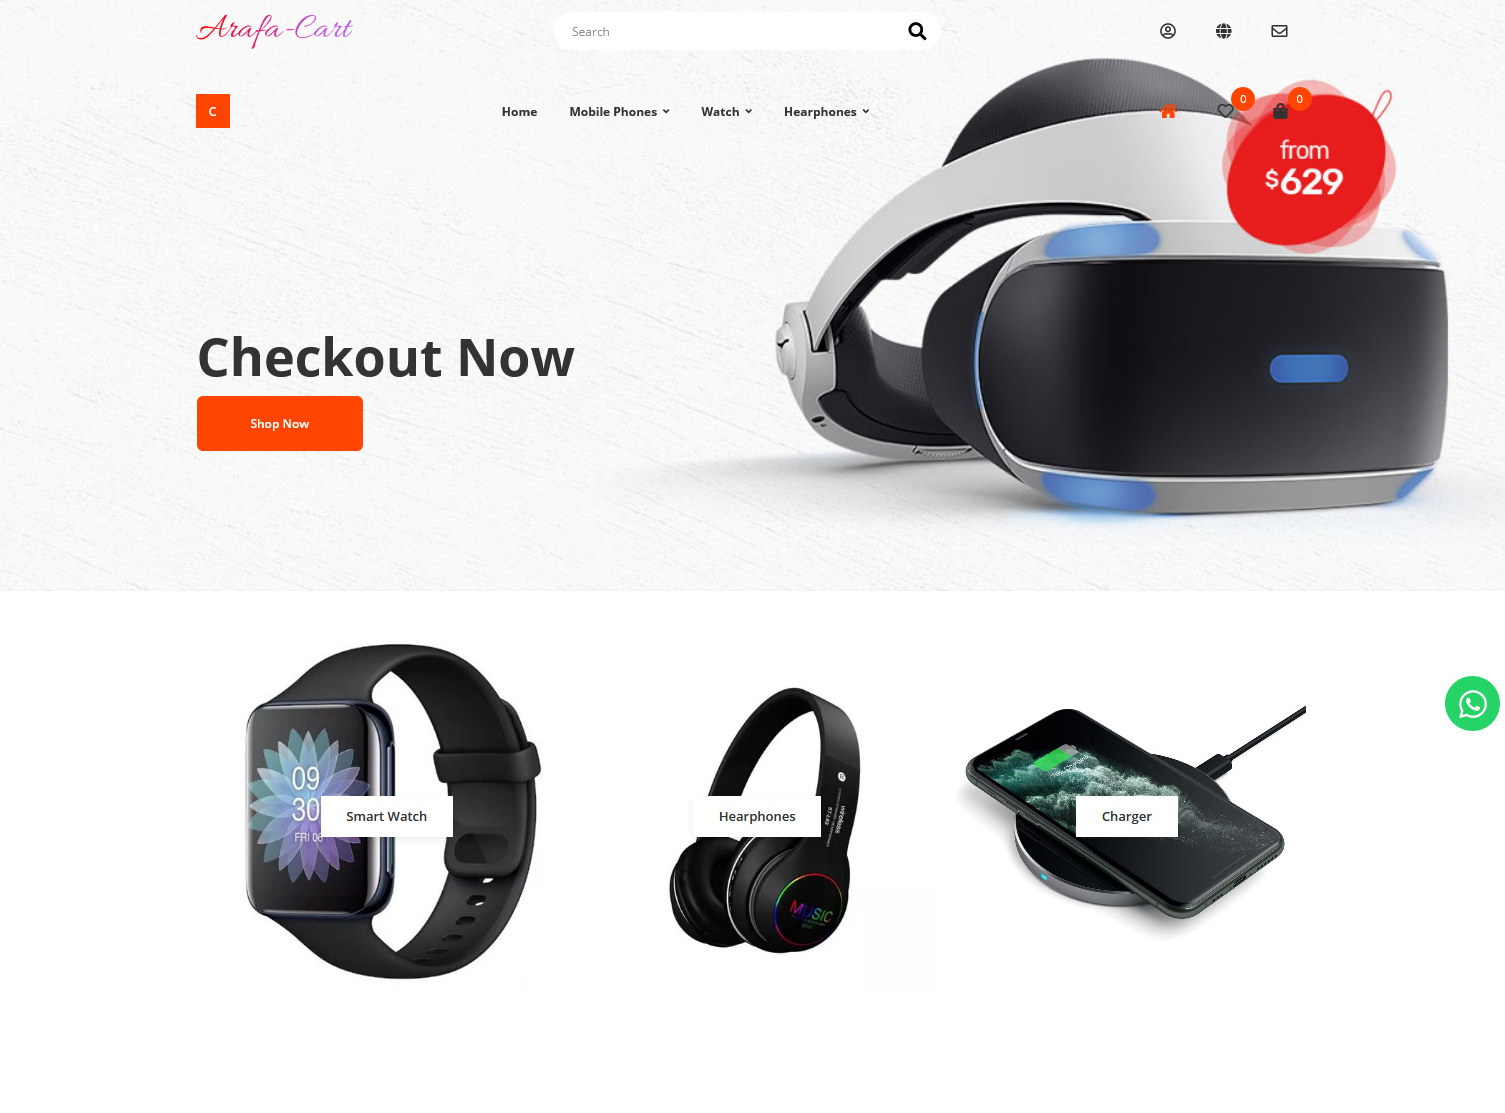 Arafa-Cart
Search
C
Home
Mobile Phones
Watch
Hearphones
0
0
from
$629
Checkout Now
Shop Now
09
30
FRI 06
Smart Watch
Hearphones
wireless
MUSIC
Charger